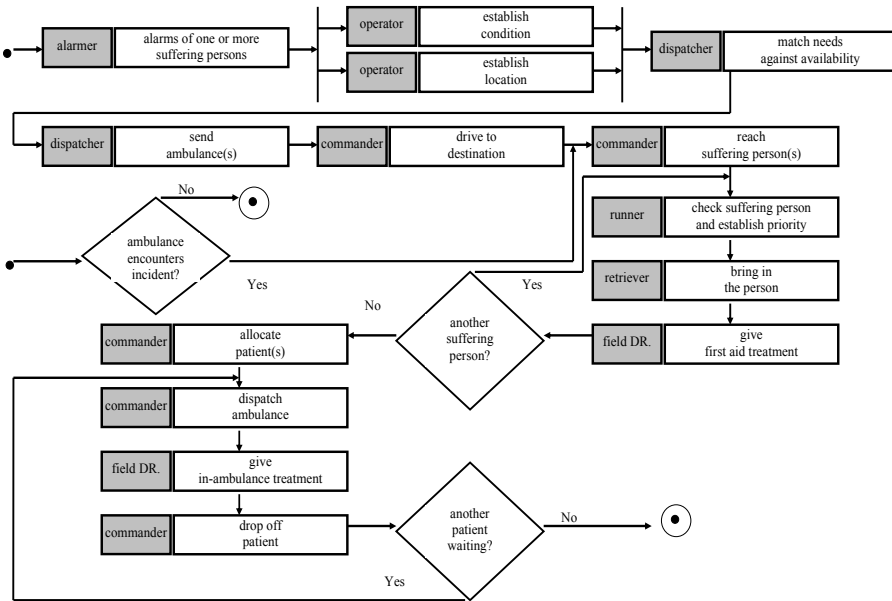 alarmer
alarms of one or more
suffering persons
operator
establish
condition
operator
establish
location
dispatcher
match needs
against availability
dispatcher
send
ambulance(s)
commander
drive to
destination
commander
reach
suffering person(s)
No
ambulance
encounters
incident?
Yes
runner
check suffering person
and establish priority
retriever
bring in
the person
field DR.
give
first aid treatment
Yes
another
suffering
person?
No
commander
allocate
patient(s)
commander
dispatch
ambulance
field DR.
give
in-ambulance treatment
commander
drop off
patient
another
patient
waiting?
No
Yes